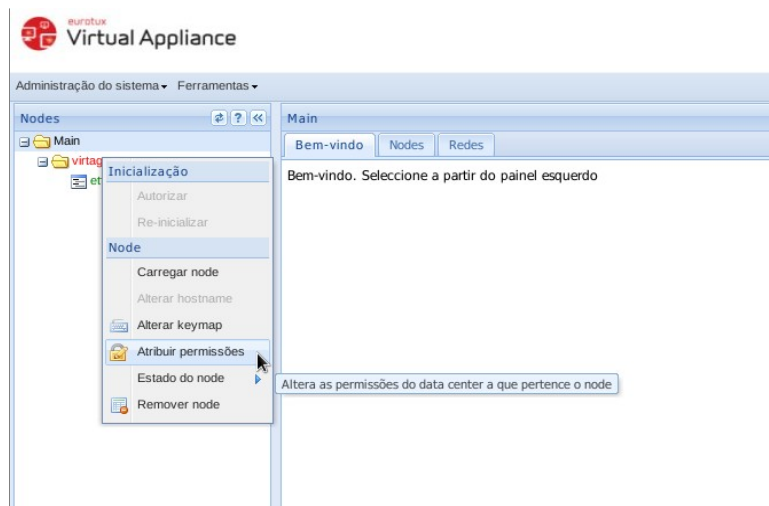 eurotux
Virtual Appliance
Administração do sistema Ferramentas
Nodes
Main
Main
Bem-vindo Nodes Redes
virtag
Bem-vindo. Seleccione a partir do painel esquerdo
Inicialização
et
Autorizar
Re-inicializar
Node
Carregar node
Alterar hostname
Alterar keymap
Atribuir permissões
Estado do node
Altera as permissões do data center a que pertence o node
Remover node